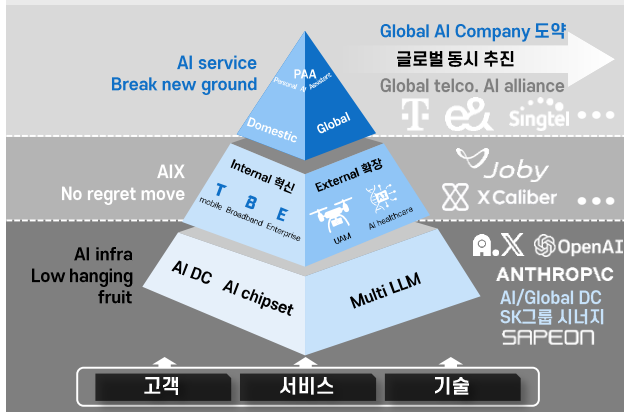 Global AI Company 도약
글로벌 동시 추진
Global telco. AI alliance
T e& Singtel
AI service
Break new ground
PAA
Personal AI Assistant
Domestic
Global
AIX
No regret move
Internal 혁신
T B E
mobile Broadband Enterprise
External 확장
AI
UAM
AI healthcare
Joby
XCaliber
AI infra
Low hanging
fruit
AI DC AI chipset
Multi LLM
A.X OpenAI
ANTHROP\C
AI/Global DC
SK그룹 시너지
SAPEON
고객
서비스
기술